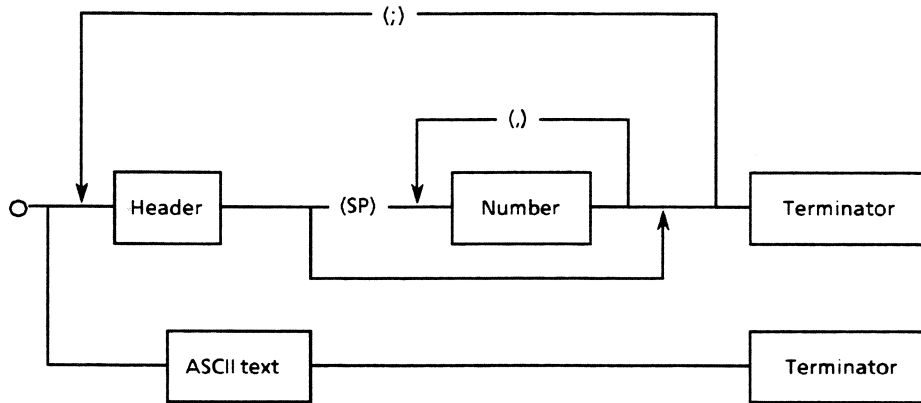 (;)
(,)
Header
(SP)
Number
Terminator
ASCII text
Terminator